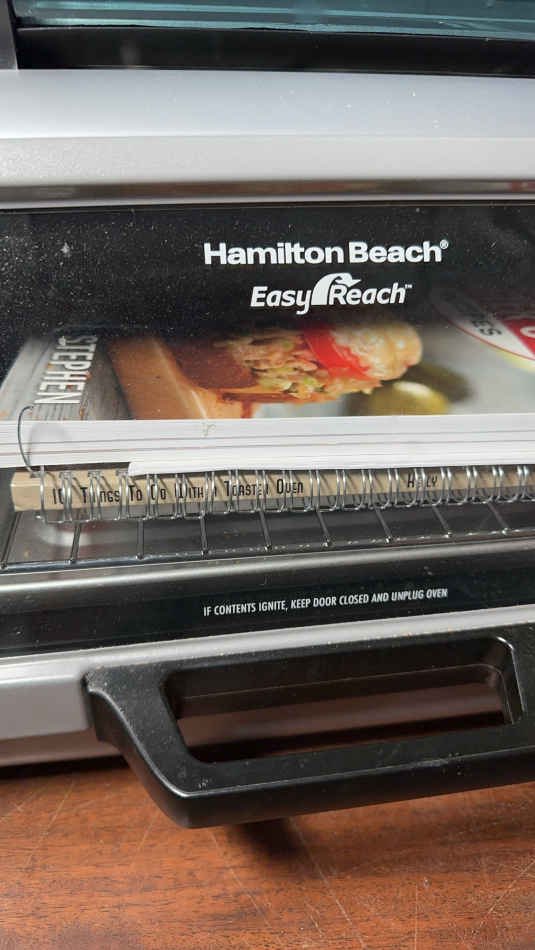 Hamilton Beach®
Easy Reach™
STEPHEN
Things To Do With a Toaster Oven
IF CONTENTS IGNITE, KEEP DOOR CLOSED AND UNPLUG OVEN